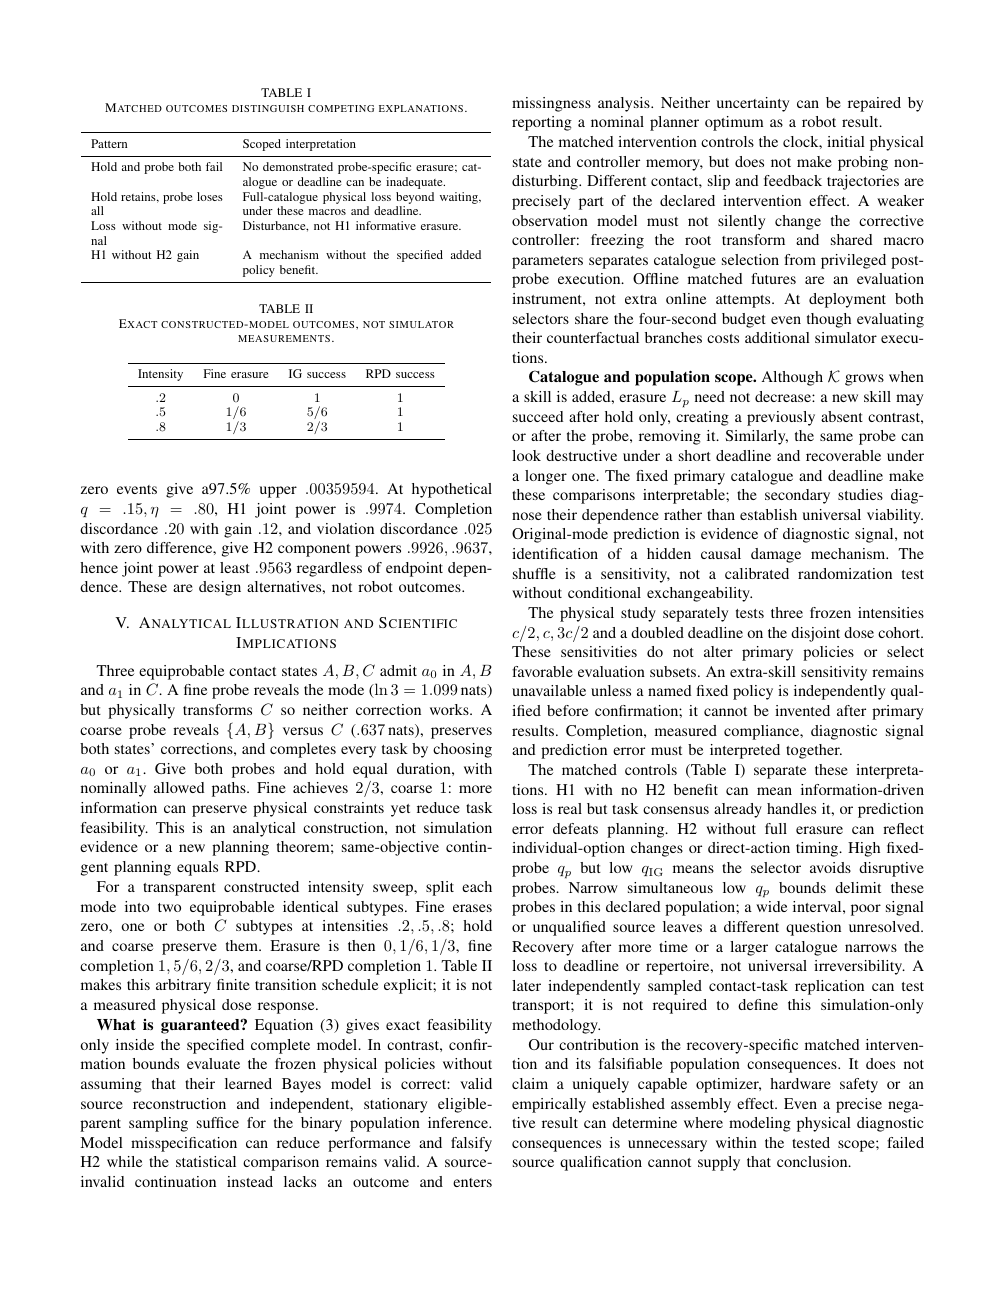 TABLE I
MATCHED OUTCOMES DISTINGUISH COMPETING EXPLANATIONS.
Pattern Scoped interpretation
Hold and probe both fail No demonstrated probe-specific erasure; cat-
alogue or deadline can be inadequate.
Hold retains, probe loses Full-catalogue physical loss beyond waiting,
all under these macros and deadline.
Loss without mode sig- Disturbance, not H1 informative erasure.
nal
H1 without H2 gain A mechanism without the specified added
policy benefit.
TABLE II
EXACT CONSTRUCTED-MODEL OUTCOMES, NOT SIMULATOR
MEASUREMENTS.
Intensity Fine erasure IG success RPD success
.2 0 1 1
.5 1/6 5/6 1
.8 1/3 2/3 1
zero events give a97.5% upper .00359594. At hypothetical
q = .15, η = .80, H1 joint power is .9974. Completion
discordance .20 with gain .12, and violation discordance .025
with zero difference, give H2 component powers .9926, .9637,
hence joint power at least .9563 regardless of endpoint depen-
dence. These are design alternatives, not robot outcomes.
V. ANALYTICAL ILLUSTRATION AND SCIENTIFIC
IMPLICATIONS
Three equiprobable contact states A, B, C admit a₀ in A, B
and a₁ in C. A fine probe reveals the mode (ln 3 = 1.099 nats)
but physically transforms C so neither correction works. A
coarse probe reveals {A, B} versus C (.637 nats), preserves
both states' corrections, and completes every task by choosing
a₀ or a₁. Give both probes and hold equal duration, with
nominally allowed paths. Fine achieves 2/3, coarse 1: more
information can preserve physical constraints yet reduce task
feasibility. This is an analytical construction, not simulation
evidence or a new planning theorem; same-objective contin-
gent planning equals RPD.
For a transparent constructed intensity sweep, split each
mode into two equiprobable identical subtypes. Fine erases
zero, one or both C subtypes at intensities .2, .5, .8; hold
and coarse preserve them. Erasure is then 0, 1/6, 1/3, fine
completion 1, 5/6, 2/3, and coarse/RPD completion 1. Table II
makes this arbitrary finite transition schedule explicit; it is not
a measured physical dose response.
What is guaranteed? Equation (3) gives exact feasibility
only inside the specified complete model. In contrast, confir-
mation bounds evaluate the frozen physical policies without
assuming that their learned Bayes model is correct: valid
source reconstruction and independent, stationary eligible-
parent sampling suffice for the binary population inference.
Model misspecification can reduce performance and falsify
H2 while the statistical comparison remains valid. A source-
invalid continuation instead lacks an outcome and enters
missingness analysis. Neither uncertainty can be repaired by
reporting a nominal planner optimum as a robot result.
The matched intervention controls the clock, initial physical
state and controller memory, but does not make probing non-
disturbing. Different contact, slip and feedback trajectories are
precisely part of the declared intervention effect. A weaker
observation model must not silently change the corrective
controller: freezing the root transform and shared macro
parameters separates catalogue selection from privileged post-
probe execution. Offline matched futures are an evaluation
instrument, not extra online attempts. At deployment both
selectors share the four-second budget even though evaluating
their counterfactual branches costs additional simulator execu-
tions.
Catalogue and population scope. Although 𝒦 grows when
a skill is added, erasure Lₚ need not decrease: a new skill may
succeed after hold only, creating a previously absent contrast,
or after the probe, removing it. Similarly, the same probe can
look destructive under a short deadline and recoverable under
a longer one. The fixed primary catalogue and deadline make
these comparisons interpretable; the secondary studies diag-
nose their dependence rather than establish universal viability.
Original-mode prediction is evidence of diagnostic signal, not
identification of a hidden causal damage mechanism. The
shuffle is a sensitivity, not a calibrated randomization test
without conditional exchangeability.
The physical study separately tests three frozen intensities
c/2, c, 3c/2 and a doubled deadline on the disjoint dose cohort.
These sensitivities do not alter primary policies or select
favorable evaluation subsets. An extra-skill sensitivity remains
unavailable unless a named fixed policy is independently qual-
ified before confirmation; it cannot be invented after primary
results. Completion, measured compliance, diagnostic signal
and prediction error must be interpreted together.
The matched controls (Table I) separate these interpreta-
tions. H1 with no H2 benefit can mean information-driven
loss is real but task consensus already handles it, or prediction
error defeats planning. H2 without full erasure can reflect
individual-option changes or direct-action timing. High fixed-
probe qₚ but low q_IG means the selector avoids disruptive
probes. Narrow simultaneous low qₚ bounds delimit these
probes in this declared population; a wide interval, poor signal
or unqualified source leaves a different question unresolved.
Recovery after more time or a larger catalogue narrows the
loss to deadline or repertoire, not universal irreversibility. A
later independently sampled contact-task replication can test
transport; it is not required to define this simulation-only
methodology.
Our contribution is the recovery-specific matched interven-
tion and its falsifiable population consequences. It does not
claim a uniquely capable optimizer, hardware safety or an
empirically established assembly effect. Even a precise nega-
tive result can determine where modeling physical diagnostic
consequences is unnecessary within the tested scope; failed
source qualification cannot supply that conclusion.